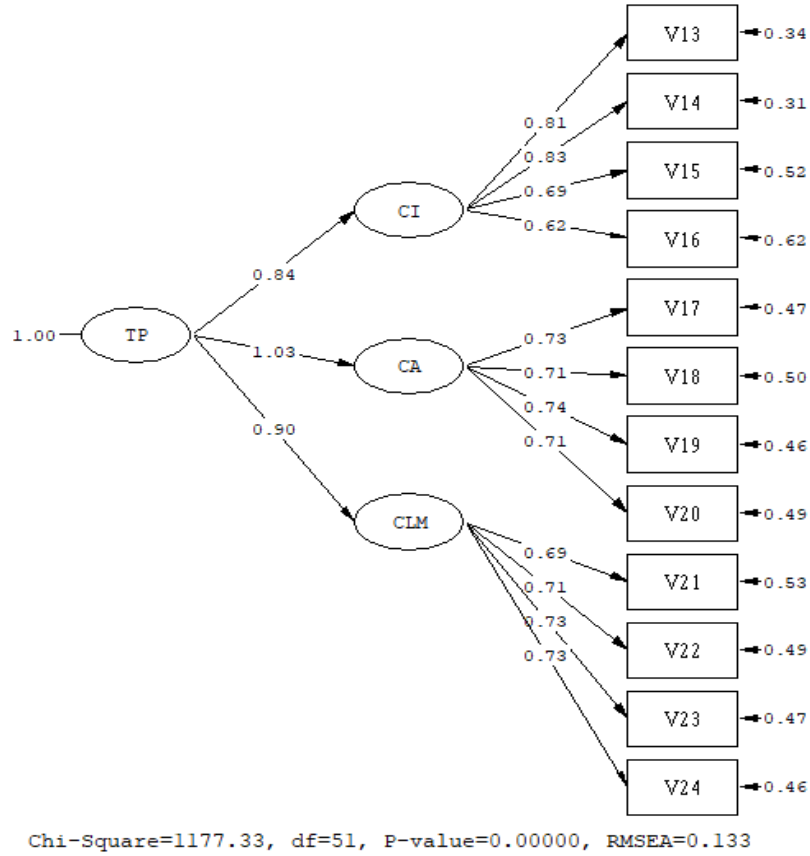 V13 0.34
V14 0.31
0.81
0.83
V15 0.52
0.69
CI
0.62
V16 0.62
0.84
V17 0.47
1.00 TP
0.73
1.03
CA
0.71
V18 0.50
0.74
0.90
0.71
V19 0.46
V20 0.49
CLM
0.69
V21 0.53
0.71
0.73
V22 0.49
0.73
V23 0.47
V24 0.46
Chi-Square=1177.33, df=51, P-value=0.00000, RMSEA=0.133